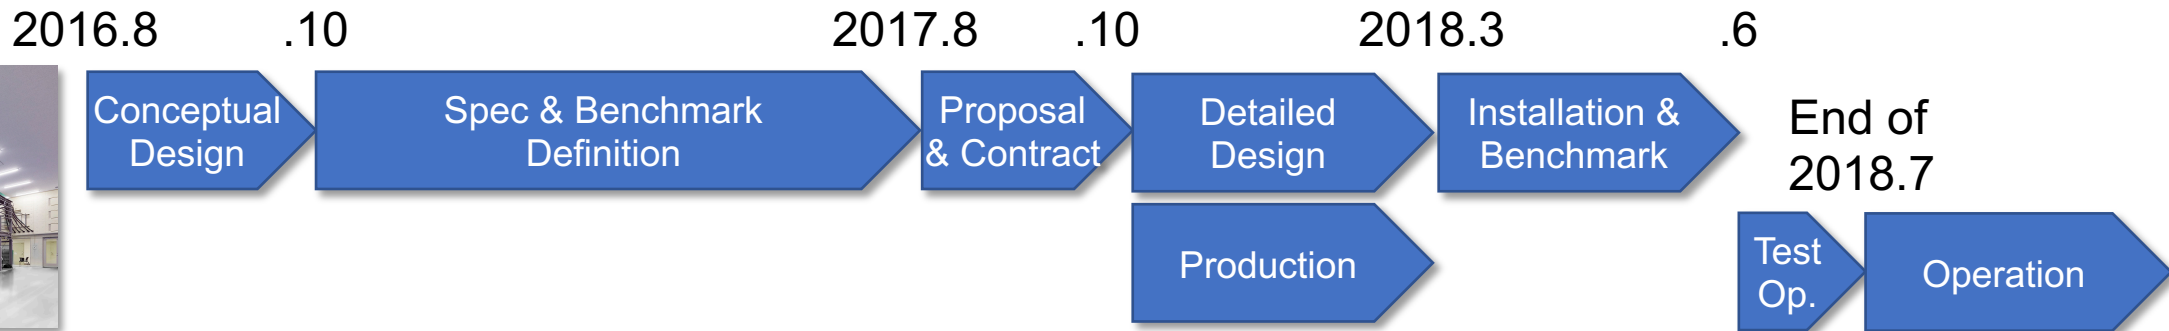 2016.8 .10 2017.8 .10 2018.3 .6
Conceptual
Design
Spec & Benchmark
Definition
Proposal
& Contract
Detailed
Design
Installation &
Benchmark
End of
2018.7
Production
Test
Op.
Operation